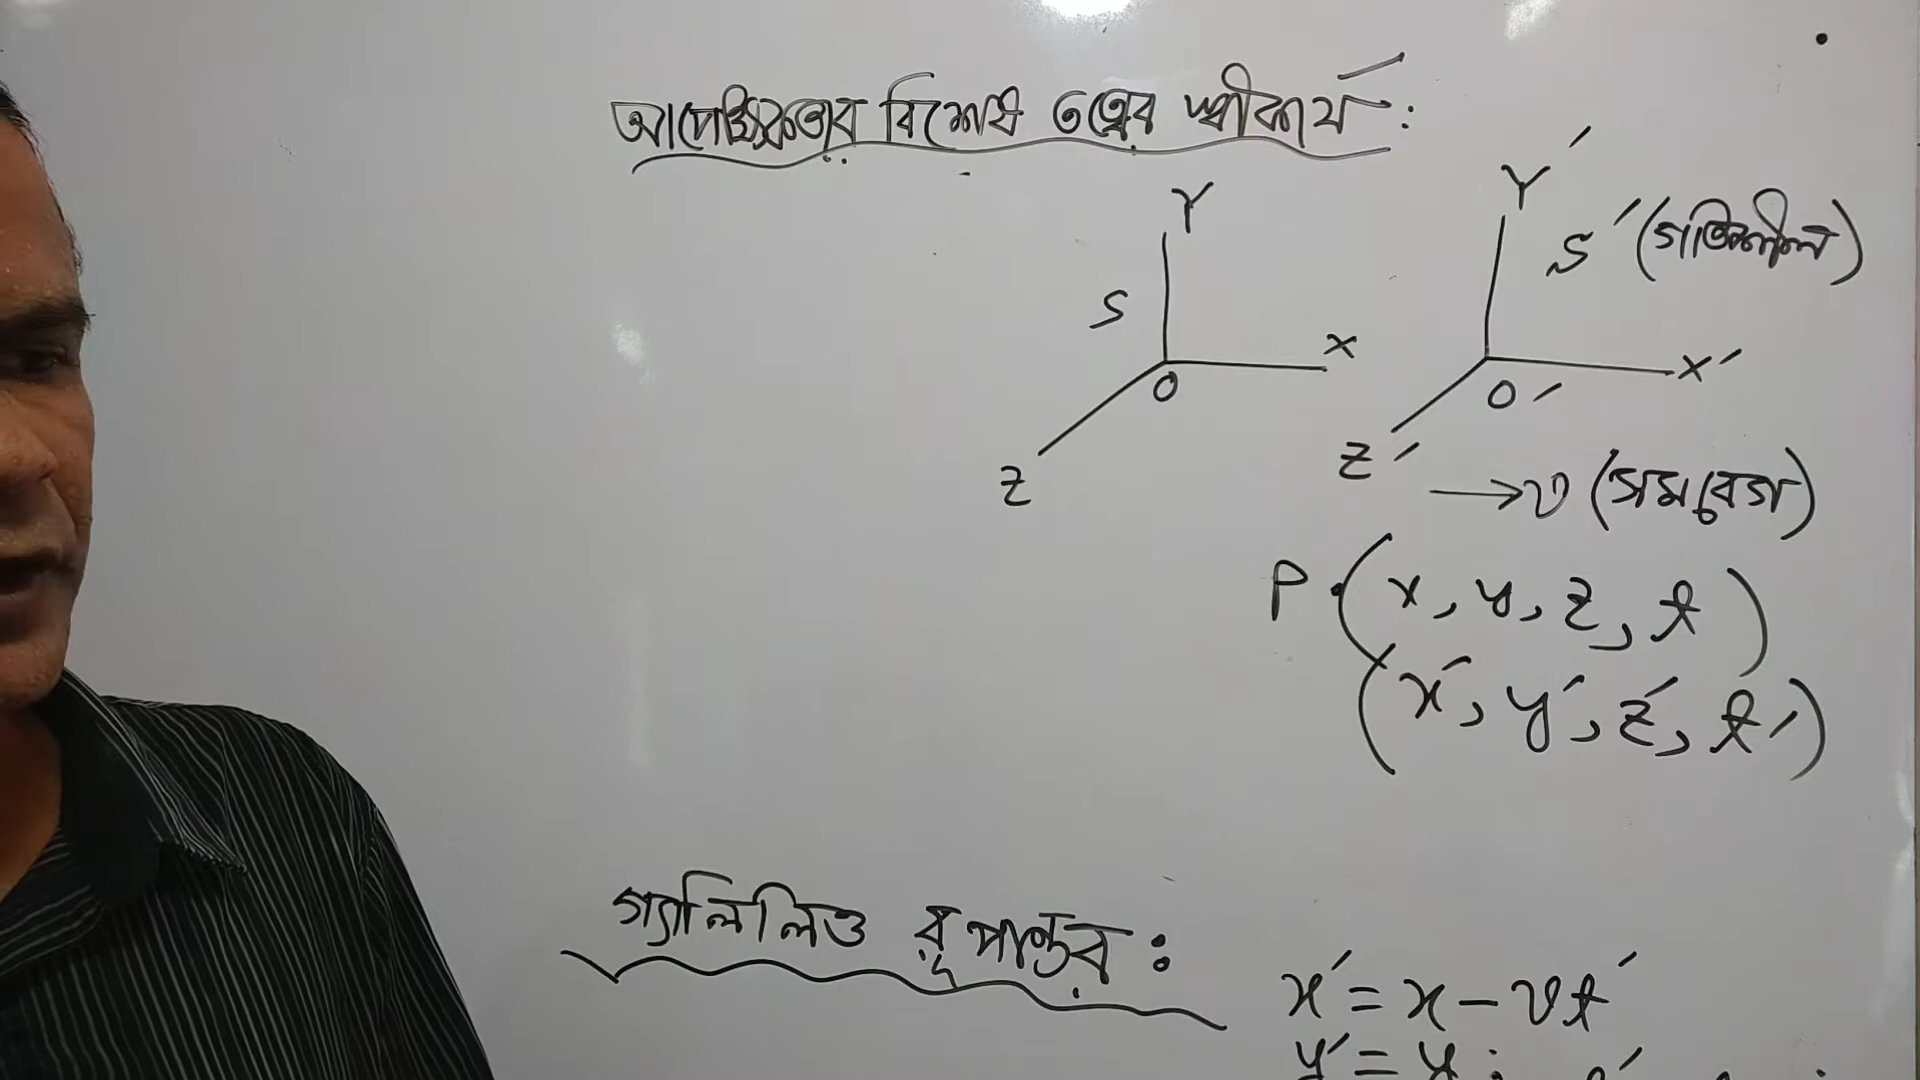 আপেক্ষিকতার বিশেষ তত্ত্বের স্বীকার্য :
Y
Y′
S
S′ (গতিশীল)
X
X′
O
O′
Z
Z′
→ v (সমবেগ)
P. (x, y, z, t)
(x′, y′, z′, t′)
গ্যালিলিও রূপান্তর :
x′ = x - vt′
y′ = y ;